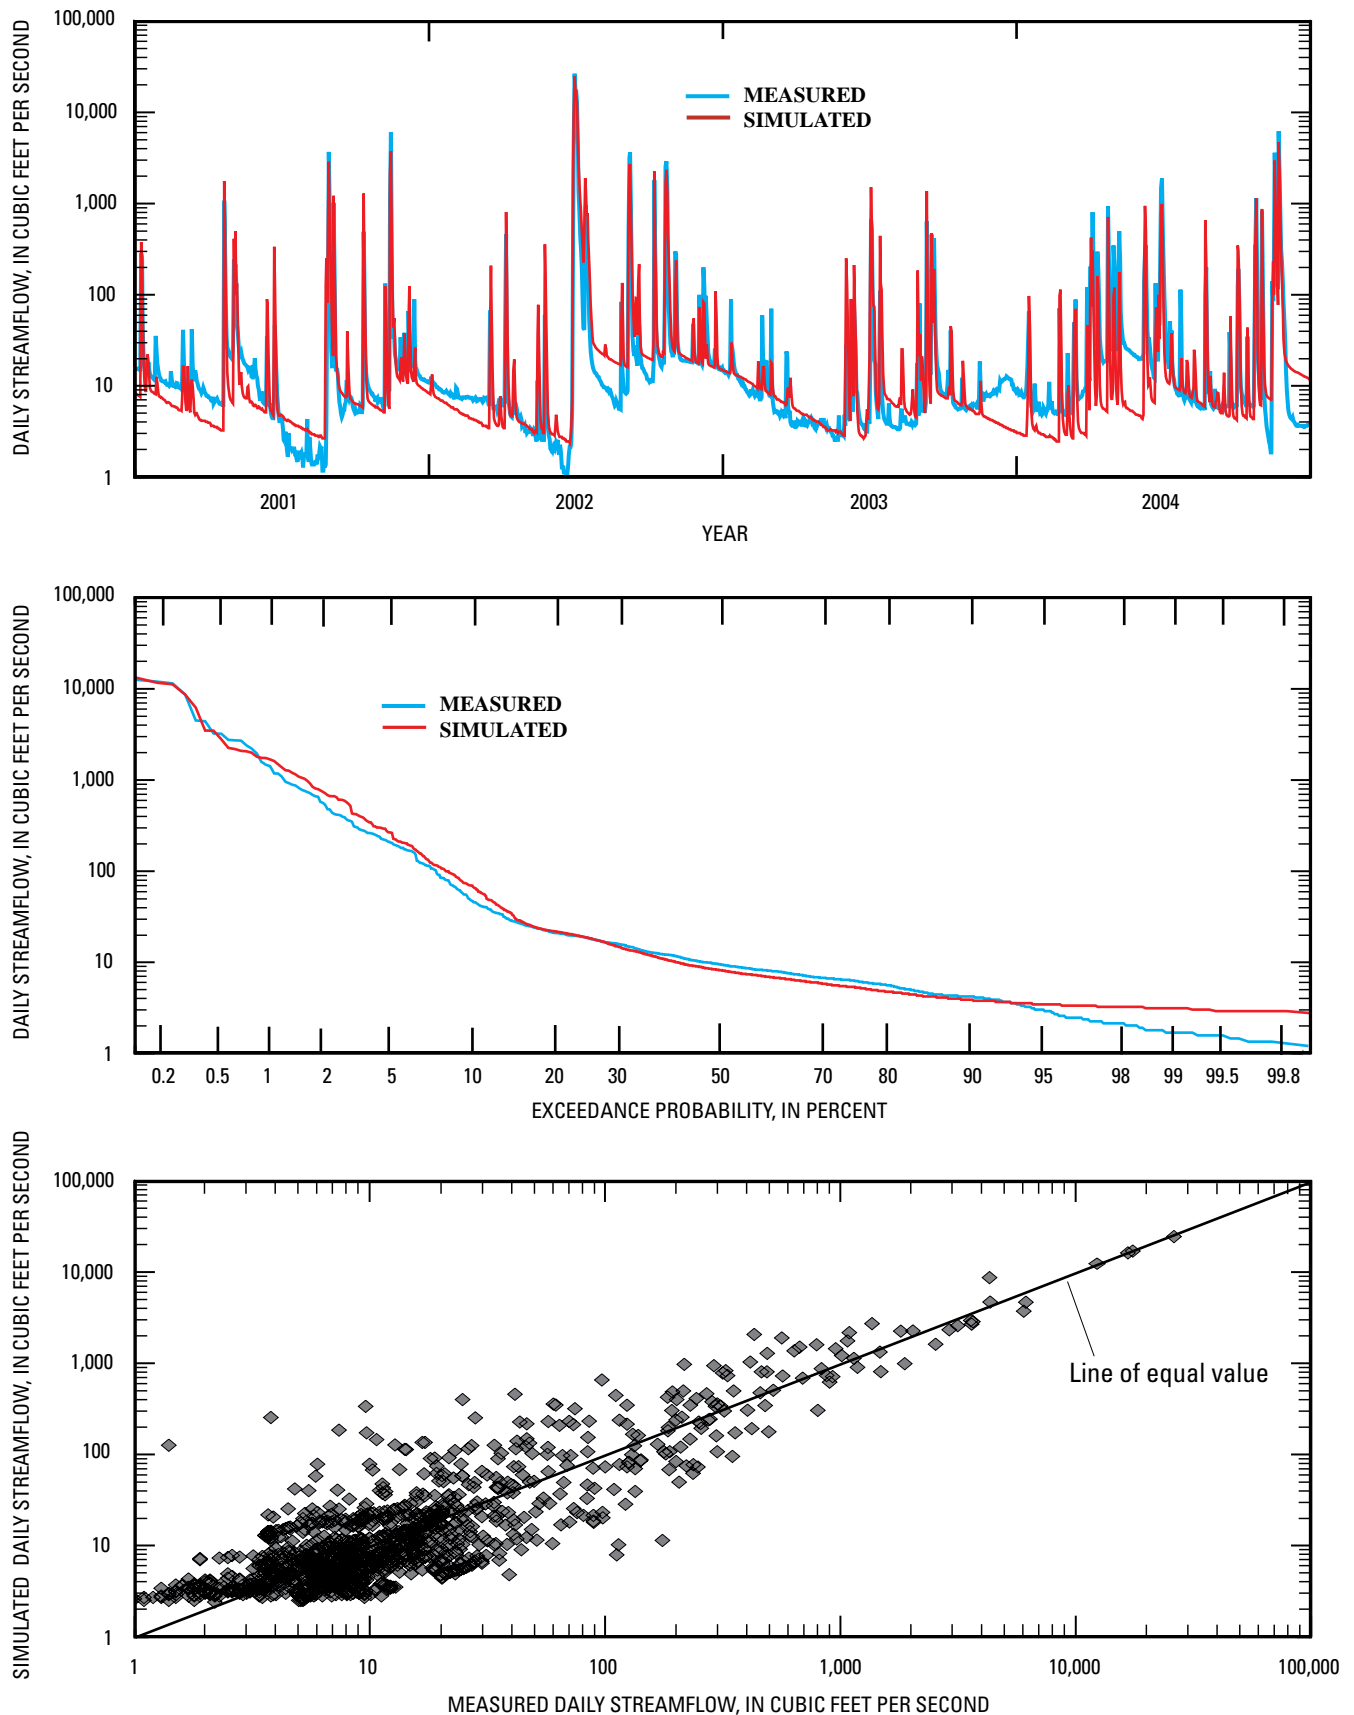 DAILY STREAMFLOW, IN CUBIC FEET PER SECOND
100,000
10,000
1,000
100
10
1
MEASURED
SIMULATED
2001
2002
2003
2004
YEAR
DAILY STREAMFLOW, IN CUBIC FEET PER SECOND
100,000
10,000
1,000
100
10
1
MEASURED
SIMULATED
0.2 0.5 1 2 5 10 20 30 50 70 80 90 95 98 99 99.5 99.8
EXCEEDANCE PROBABILITY, IN PERCENT
SIMULATED DAILY STREAMFLOW, IN CUBIC FEET PER SECOND
100,000
10,000
1,000
100
10
1
Line of equal value
1 10 100 1,000 10,000 100,000
MEASURED DAILY STREAMFLOW, IN CUBIC FEET PER SECOND